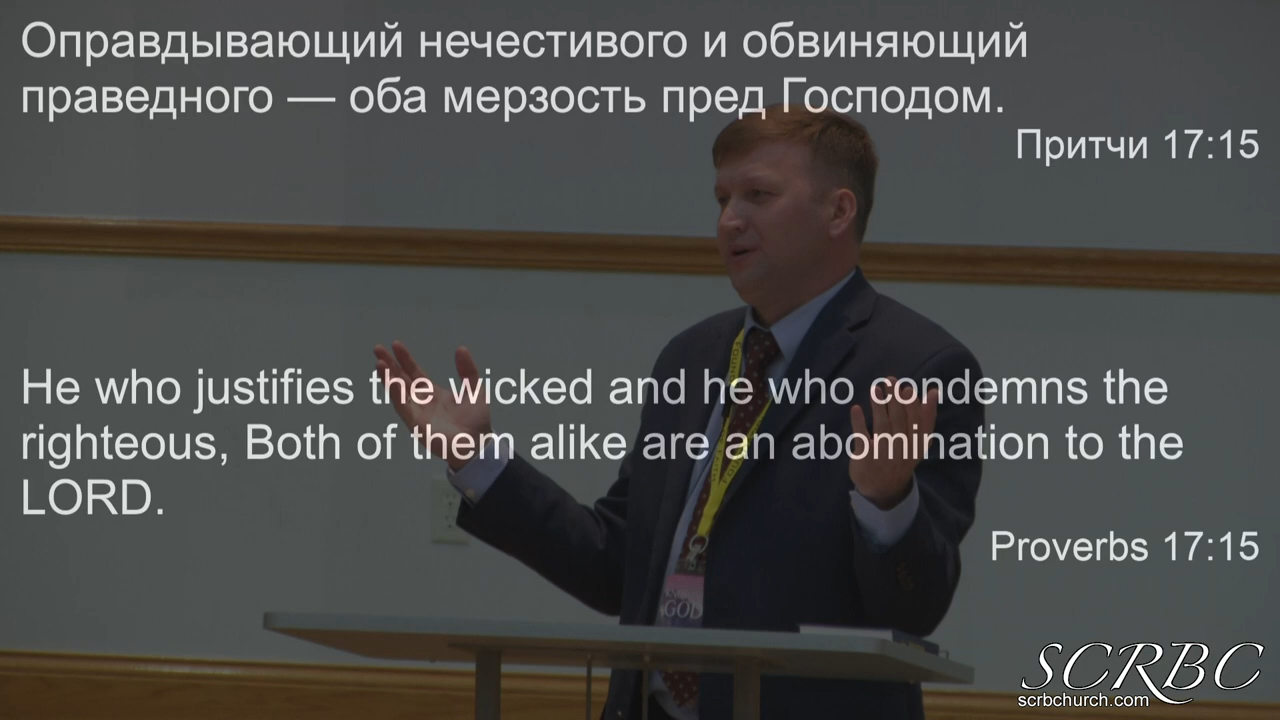 Оправдывающий нечестивого и обвиняющий
праведного — оба мерзость пред Господом.
Притчи 17:15
He who justifies the wicked and he who condemns the
righteous, Both of them alike are an abomination to the
LORD.
Proverbs 17:15
GOD
SCRBC
scrbchurch.com